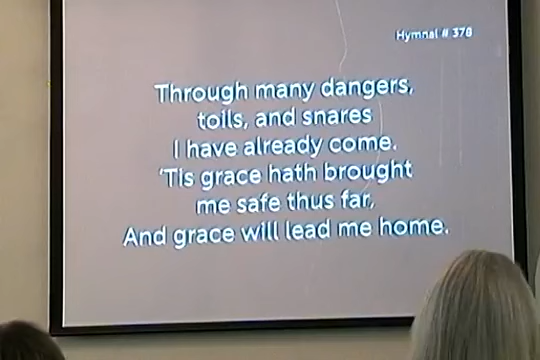 Hymnal # 378
Through many dangers,
toils, and snares
I have already come.
'Tis grace hath brought
me safe thus far,
And grace will lead me home.